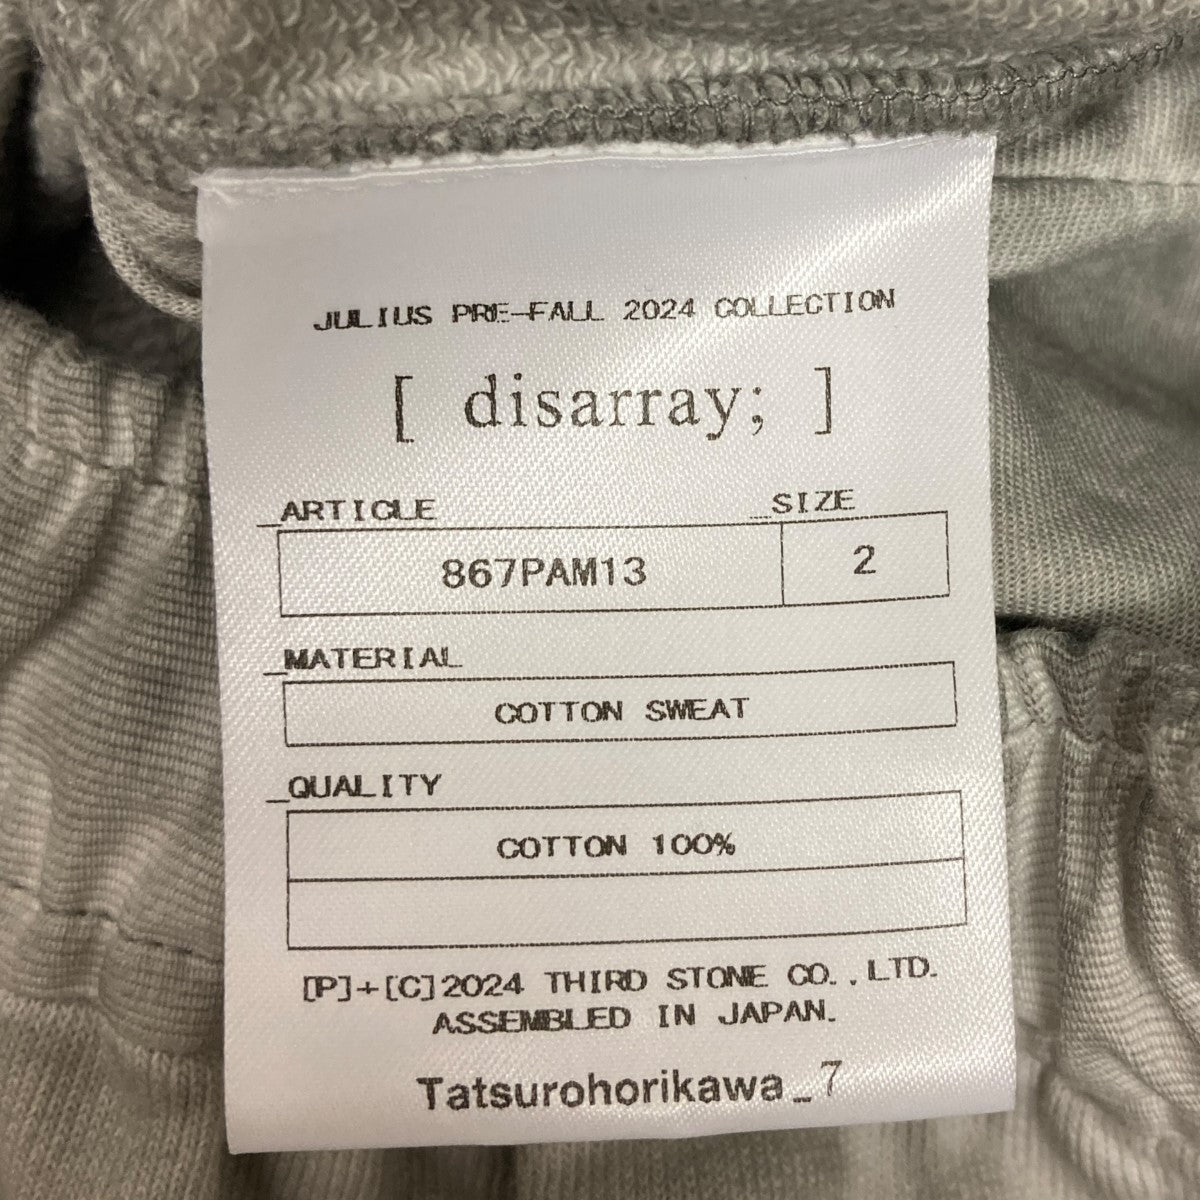 JULIUS PRE-FALL 2024 COLLECTION
[ disarray; ]
_ARTICLE
_SIZE
867PAM13
2
_MATERIAL
COTTON SWEAT
_QUALITY
COTTON 100%
[P]+[C]2024 THIRD STONE CO.,LTD.
ASSEMBLED IN JAPAN.
Tatsurohorikawa_7